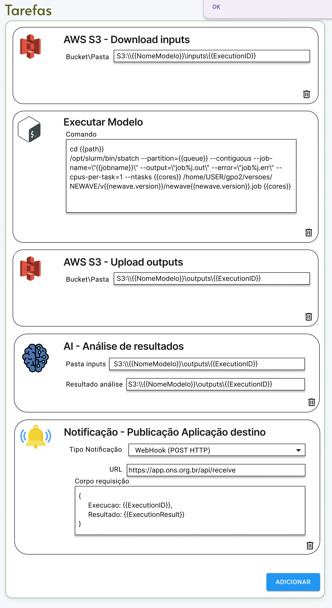 Tarefas
OK
AWS S3 - Download inputs
Bucket\Pasta S3:\\{{NomeModelo}}\inputs\{{ExecutionID}}
Executar Modelo
Comando
cd {{path}}
/opt/slurm/bin/sbatch --partition={{queue}} --contiguous --job-
name=\"{{jobname}}\" --output=\"job%j.out\" --error=\"job%j.err\" --
cpus-per-task=1 --ntasks {{cores}} /home/USER/gpo2/versoes/
NEWAVE/v{{newave.version}}/newave{{newave.version}}.job {{cores}}
AWS S3 - Upload outputs
Bucket\Pasta S3:\\{{NomeModelo}}\outputs\{{ExecutionID}}
AI - Análise de resultados
Pasta inputs S3:\\{{NomeModelo}}\outputs\{{ExecutionID}}
Resultado análise S3:\\{{NomeModelo}}\outputs\{{ExecutionID}}
Notificação - Publicação Aplicação destino
Tipo Notificação WebHook (POST HTTP)
URL https://app.ons.org.br/api/receive
Corpo requisição
{
Execucao: {{ExecutionID}},
Resultado: {{ExecutionResult}}
}
ADICIONAR